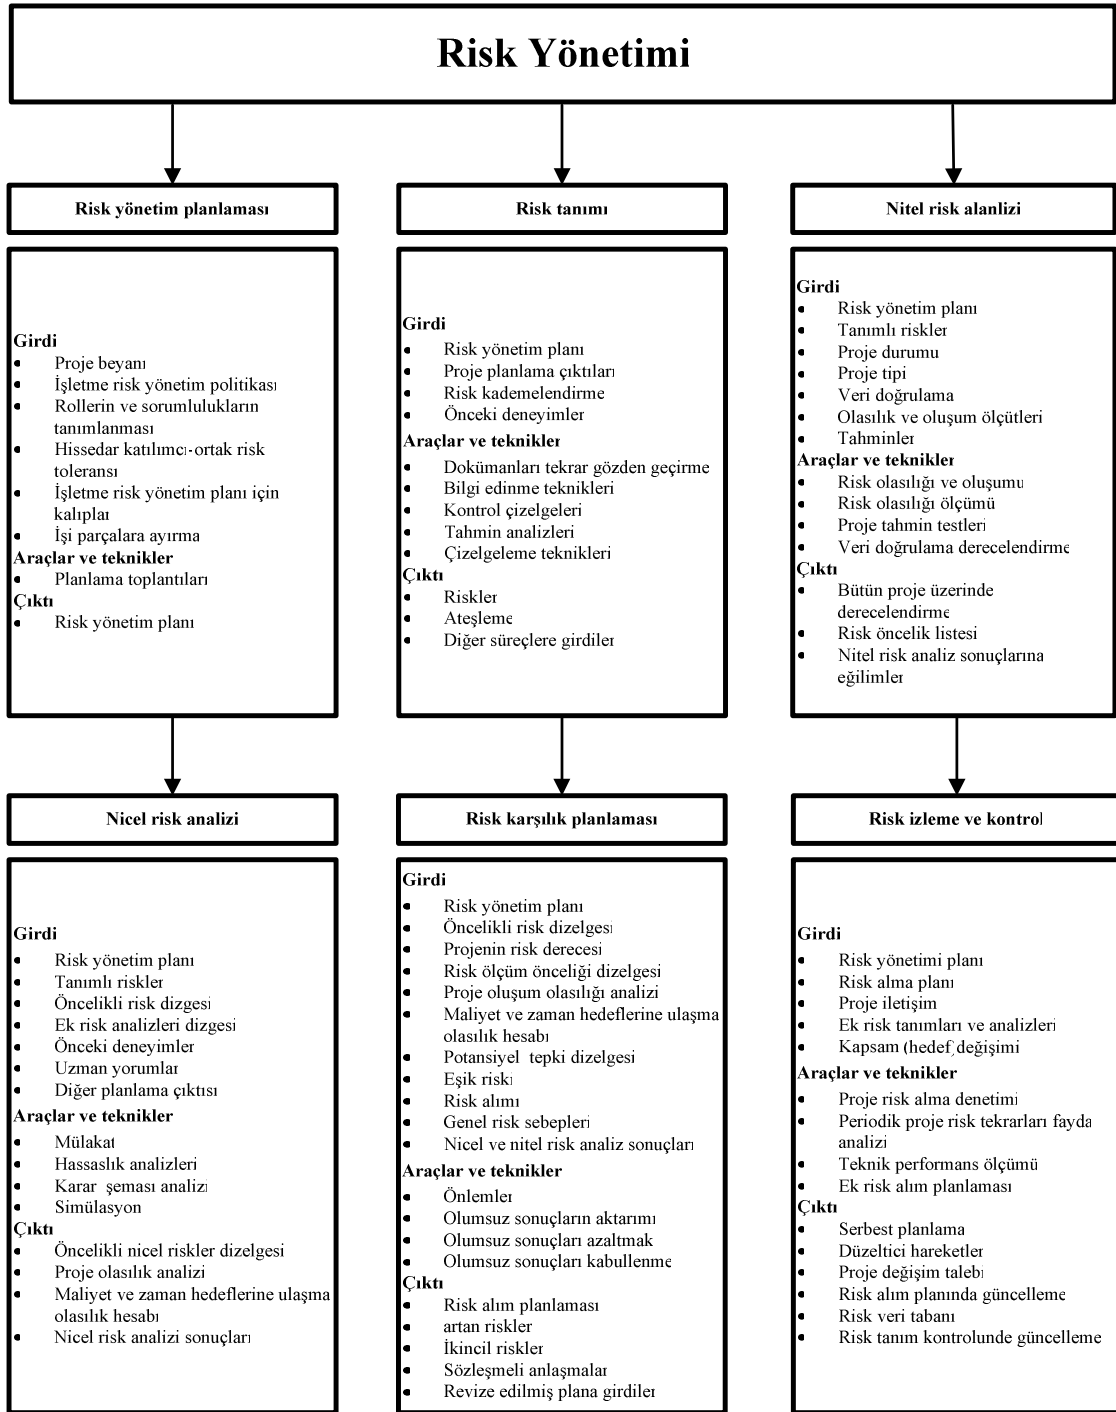 Risk Yönetimi
Risk yönetim planlaması
Girdi
• Proje beyanı
• İşletme risk yönetim politikası
• Rollerin ve sorumlulukların
tanımlanması
• Hissedar katılımcı-ortak risk
toleransı
• İşletme risk yönetim planı için
kalıplar
• İşi parçalara ayırma
Araçlar ve teknikler
• Planlama toplantıları
Çıktı
• Risk yönetim planı
Risk tanımı
Girdi
• Risk yönetim planı
• Proje planlama çıktıları
• Risk kademelendirme
• Önceki deneyimler
Araçlar ve teknikler
• Dokümanları tekrar gözden geçirme
• Bilgi edinme teknikleri
• Kontrol çizelgeleri
• Tahmin analizleri
• Çizelgeleme teknikleri
Çıktı
• Riskler
• Ateşleme
• Diğer süreçlere girdiler
Nitel risk alanlizi
Girdi
• Risk yönetim planı
• Tanımlı riskler
• Proje durumu
• Proje tipi
• Veri doğrulama
• Olasılık ve oluşum ölçütleri
• Tahminler
Araçlar ve teknikler
• Risk olasılığı ve oluşumu
• Risk olasılığı ölçümü
• Proje tahmin testleri
• Veri doğrulama derecelendirme
Çıktı
• Bütün proje üzerinde
derecelendirme
• Risk öncelik listesi
• Nitel risk analiz sonuçlarına
eğilimler
Nicel risk analizi
Girdi
• Risk yönetim planı
• Tanımlı riskler
• Öncelikli risk dizgesi
• Ek risk analizleri dizgesi
• Önceki deneyimler
• Uzman yorumlar
• Diğer planlama çıktısı
Araçlar ve teknikler
• Mülakat
• Hassaslık analizleri
• Karar şeması analizi
• Simülasyon
Çıktı
• Öncelikli nicel riskler dizelgesi
• Proje olasılık analizi
• Maliyet ve zaman hedeflerine ulaşma
olasılık hesabı
• Nicel risk analizi sonuçları
Risk karşılık planlaması
Girdi
• Risk yönetim planı
• Öncelikli risk dizelgesi
• Projenin risk derecesi
• Risk ölçüm önceliği dizelgesi
• Proje oluşum olasılığı analizi
• Maliyet ve zaman hedeflerine ulaşma
olasılık hesabı
• Potansiyel tepki dizelgesi
• Eşik riski
• Risk alımı
• Genel risk sebepleri
• Nicel ve nitel risk analiz sonuçları
Araçlar ve teknikler
• Önlemler
• Olumsuz sonuçların aktarımı
• Olumsuz sonuçları azaltmak
• Olumsuz sonuçları kabullenme
Çıktı
• Risk alım planlaması
• artan riskler
• İkincil riskler
• Sözleşmeli anlaşmalar
• Revize edilmiş plana girdiler
Risk izleme ve kontrol
Girdi
• Risk yönetimi planı
• Risk alma planı
• Proje iletişim
• Ek risk tanımları ve analizleri
• Kapsam (hedef)değişimi
Araçlar ve teknikler
• Proje risk alma denetimi
• Periodik proje risk tekrarları fayda
analizi
• Teknik performans ölçümü
• Ek risk alım planlaması
Çıktı
• Serbest planlama
• Düzeltici hareketler
• Proje değişim talebi
• Risk alım planında güncelleme
• Risk veri tabanı
• Risk tanım kontrolunde güncelleme